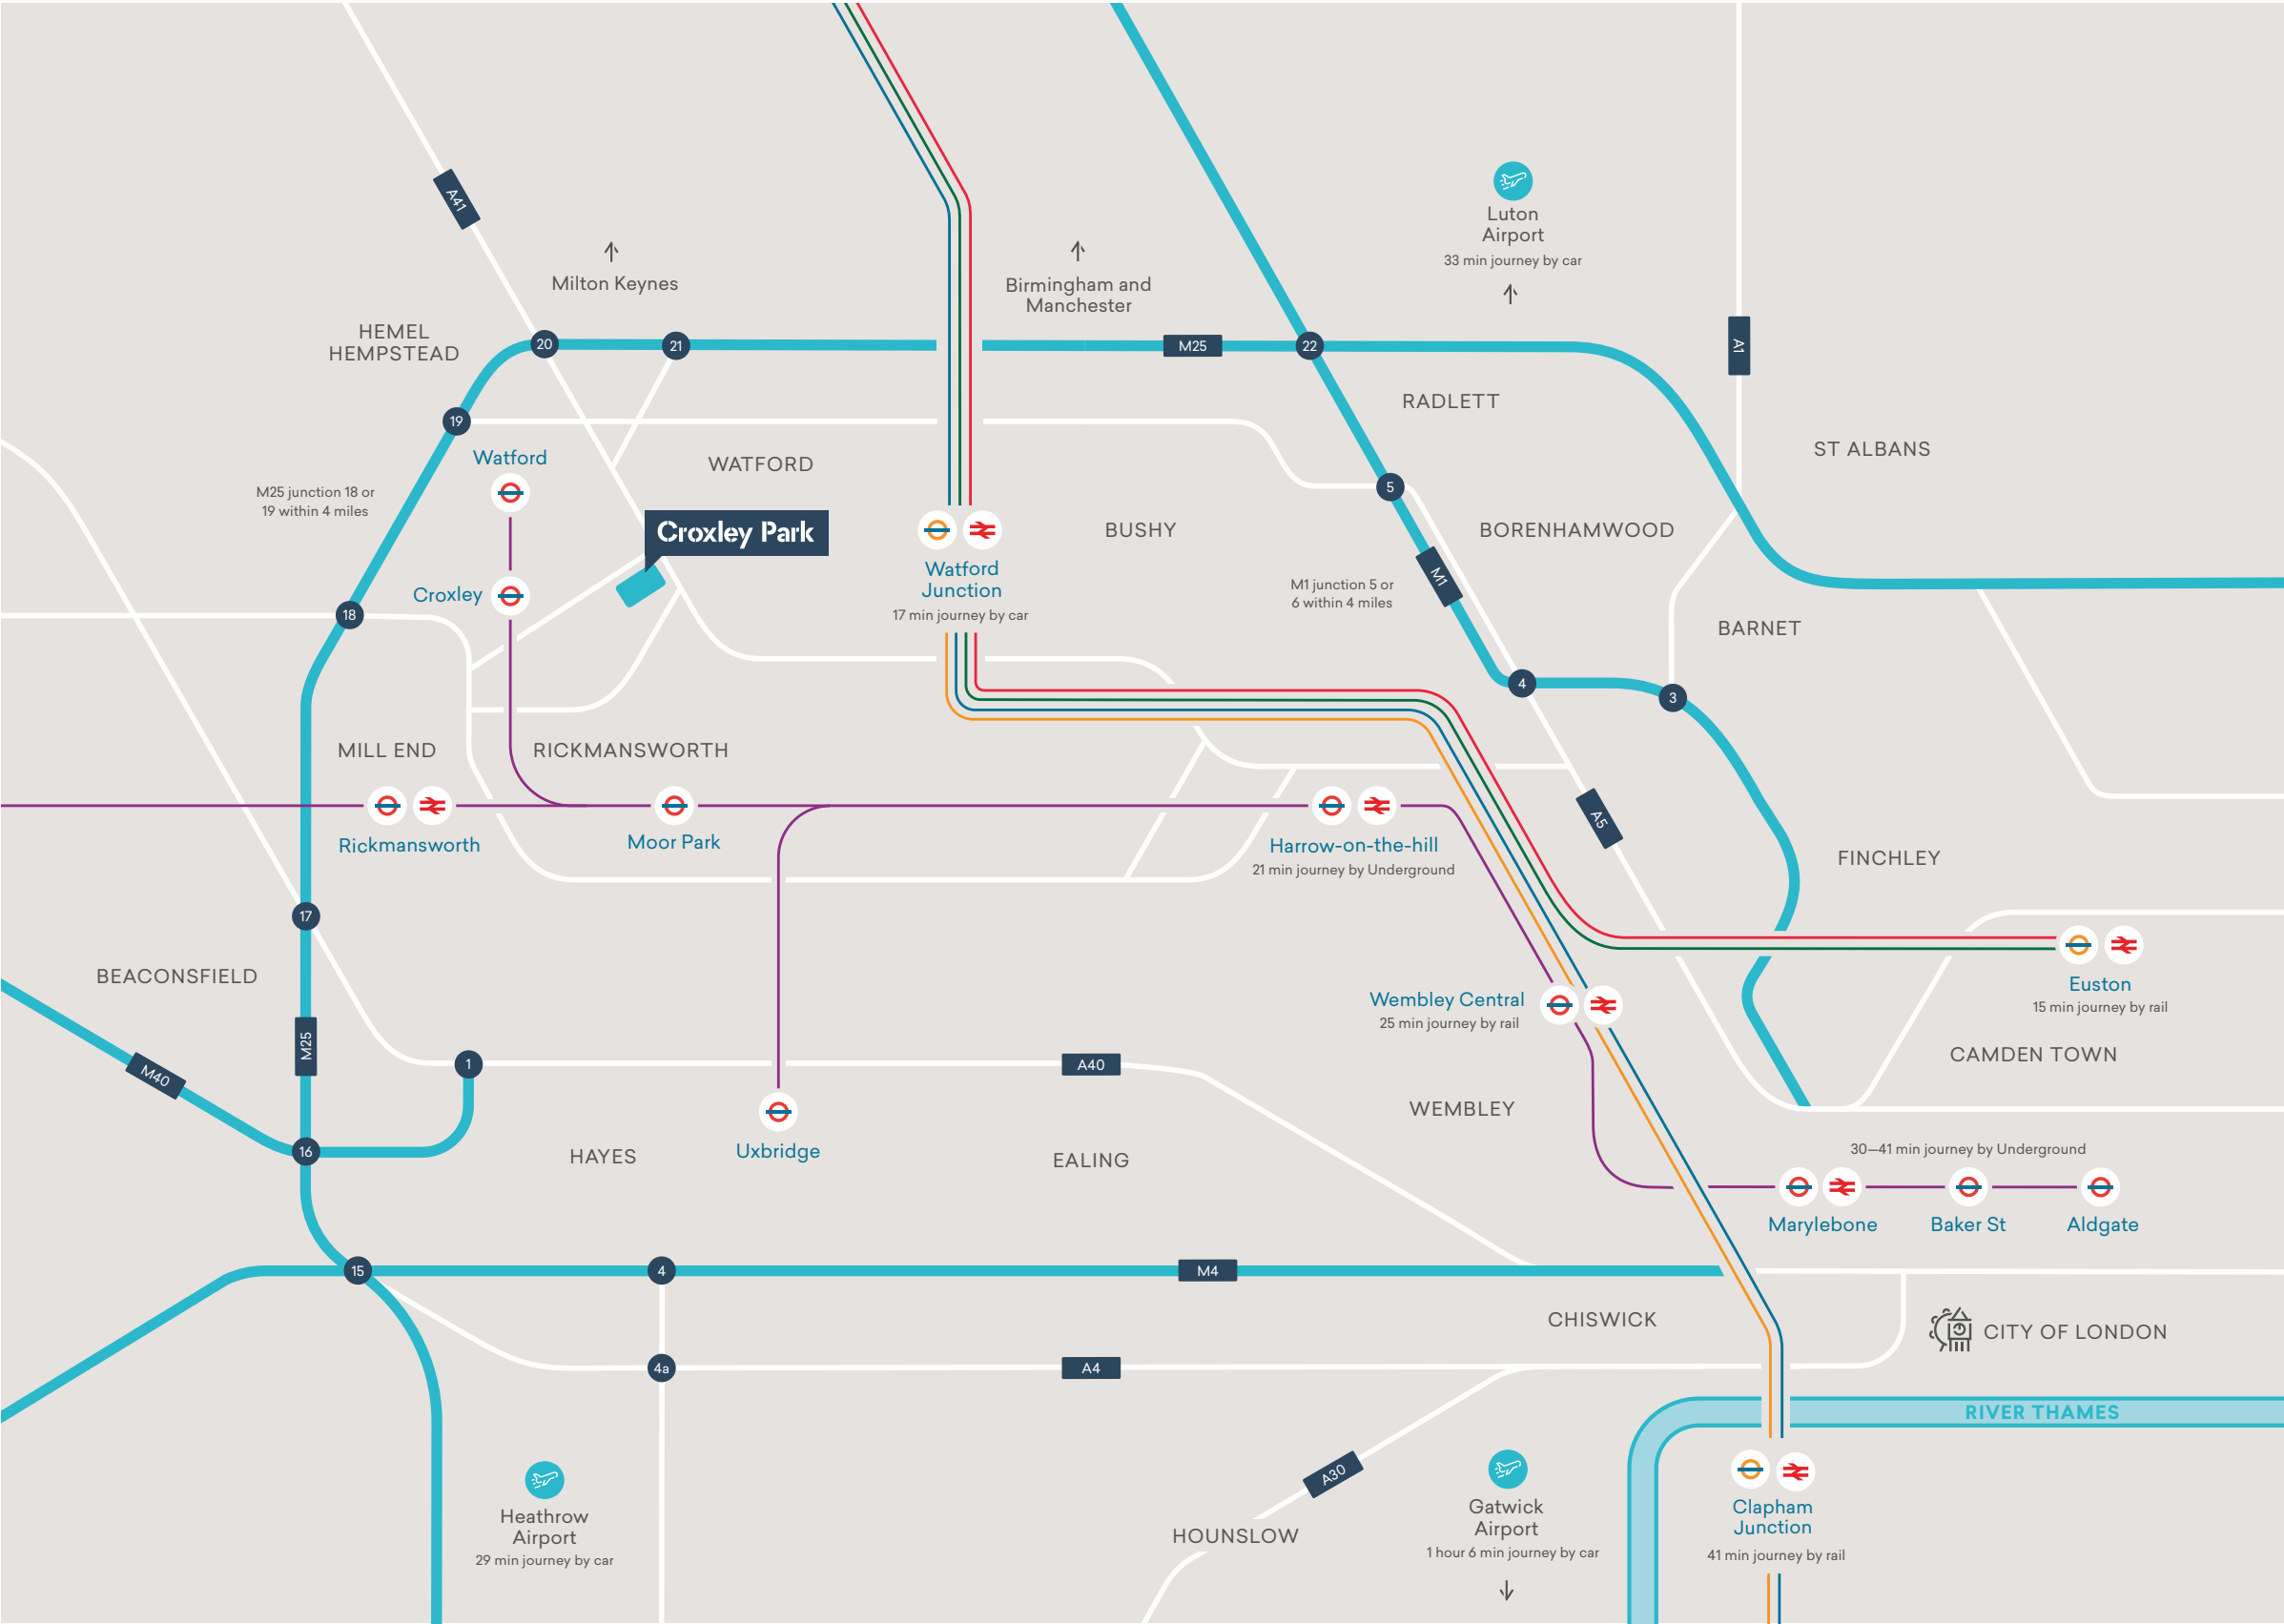 A41
Luton
Airport
33 min journey by car
Milton Keynes
Birmingham and
Manchester
HEMEL
HEMPSTEAD
20
21
M25
22
A1
RADLETT
19
ST ALBANS
Watford
WATFORD
M25 junction 18 or
19 within 4 miles
5
Croxley Park
BUSHY
BORENHAMWOOD
Watford
Junction
17 min journey by car
M1
M1 junction 5 or
6 within 4 miles
Croxley
18
BARNET
4
3
MILL END
RICKMANSWORTH
Rickmansworth
Moor Park
Harrow-on-the-hill
21 min journey by Underground
A5
FINCHLEY
17
BEACONSFIELD
Wembley Central
25 min journey by rail
Euston
15 min journey by rail
M25
M40
1
A40
CAMDEN TOWN
WEMBLEY
16
HAYES
Uxbridge
EALING
30–41 min journey by Underground
Marylebone
Baker St
Aldgate
15
4
M4
CHISWICK
CITY OF LONDON
4a
A4
RIVER THAMES
A30
Heathrow
Airport
29 min journey by car
HOUNSLOW
Gatwick
Airport
1 hour 6 min journey by car
Clapham
Junction
41 min journey by rail